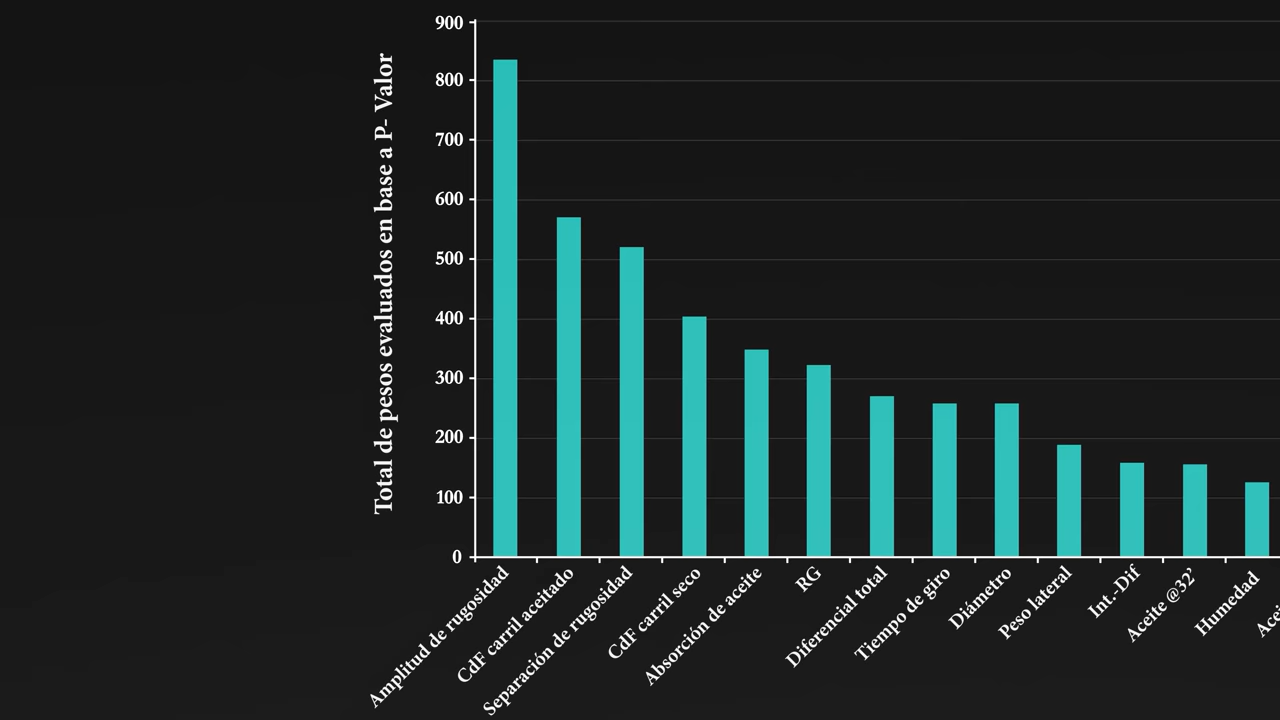 Total de pesos evaluados en base a P- Valor
900
800
700
600
500
400
300
200
100
0
Amplitud de rugosidad
CdF carril aceitado
Separación de rugosidad
CdF carril seco
Absorción de aceite
RG
Diferencial total
Tiempo de giro
Diámetro
Peso lateral
Int.-Dif
Aceite @32’
Humedad